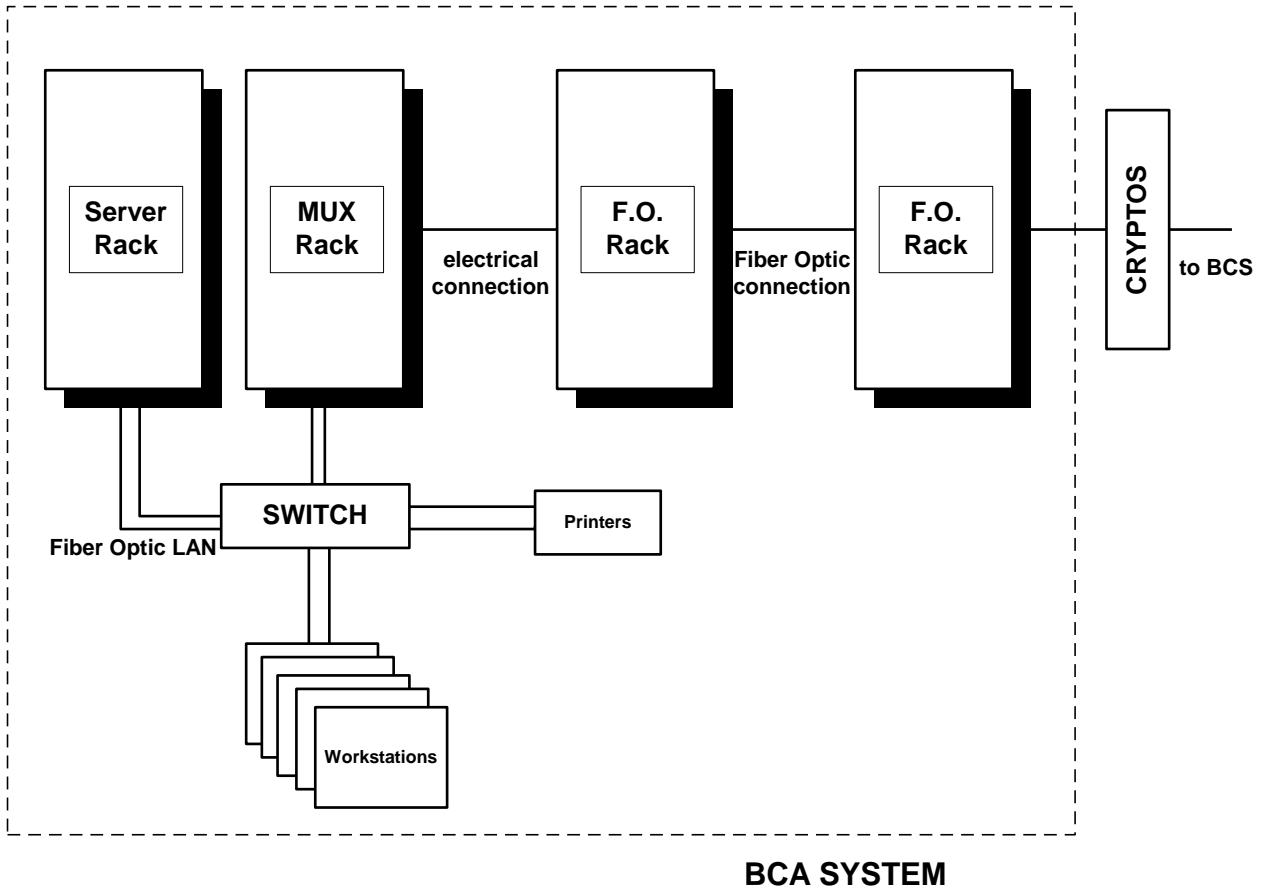 Server
Rack
MUX
Rack
electrical
connection
F.O.
Rack
Fiber Optic
connection
F.O.
Rack
CRYPTOS
to BCS
SWITCH
Printers
Fiber Optic LAN
Workstations
BCA SYSTEM